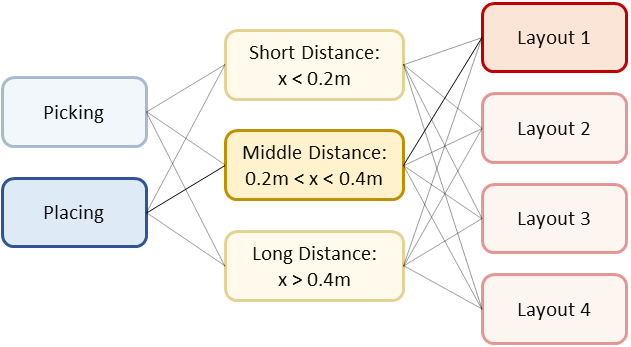 Picking
Placing
Short Distance:
x < 0.2m
Middle Distance:
0.2m < x < 0.4m
Long Distance:
x > 0.4m
Layout 1
Layout 2
Layout 3
Layout 4